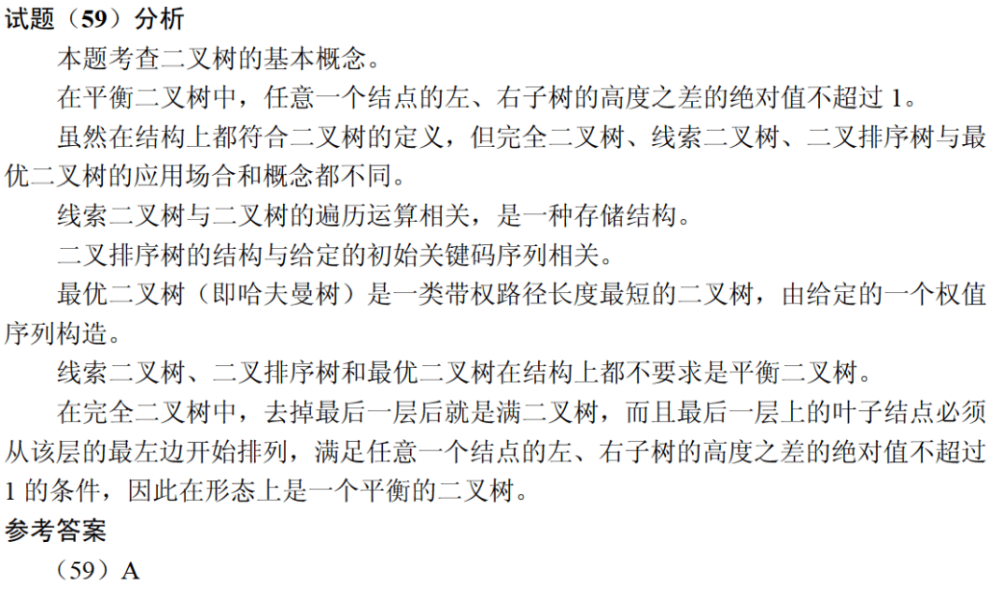 试题（59）分析
本题考查二叉树的基本概念。
在平衡二叉树中，任意一个结点的左、右子树的高度之差的绝对值不超过 1。
虽然在结构上都符合二叉树的定义，但完全二叉树、线索二叉树、二叉排序树与最
优二叉树的应用场合和概念都不同。
线索二叉树与二叉树的遍历运算相关，是一种存储结构。
二叉排序树的结构与给定的初始关键码序列相关。
最优二叉树（即哈夫曼树）是一类带权路径长度最短的二叉树，由给定的一个权值
序列构造。
线索二叉树、二叉排序树和最优二叉树在结构上都不要求是平衡二叉树。
在完全二叉树中，去掉最后一层后就是满二叉树，而且最后一层上的叶子结点必须
从该层的最左边开始排列，满足任意一个结点的左、右子树的高度之差的绝对值不超过
1 的条件，因此在形态上是一个平衡的二叉树。
参考答案
（59）A